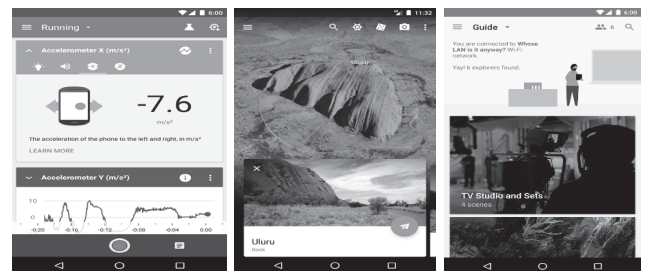 6:00
Running
Accelerometer X (m/s²)
-7.6
m/s²
The acceleration of the phone to the left and right, in m/s²
LEARN MORE
Accelerometer Y (m/s²)
10
0
-0.20 -0.16 -0.12 -0.08 -0.04 0.00
11:32
Uluru
Uluru
Rock
6:00
Guide
6
You are connected to Whose
LAN is it anyway? Wi-Fi
network.
Yay! 6 explorers found.
TV Studio and Sets
4 scenes